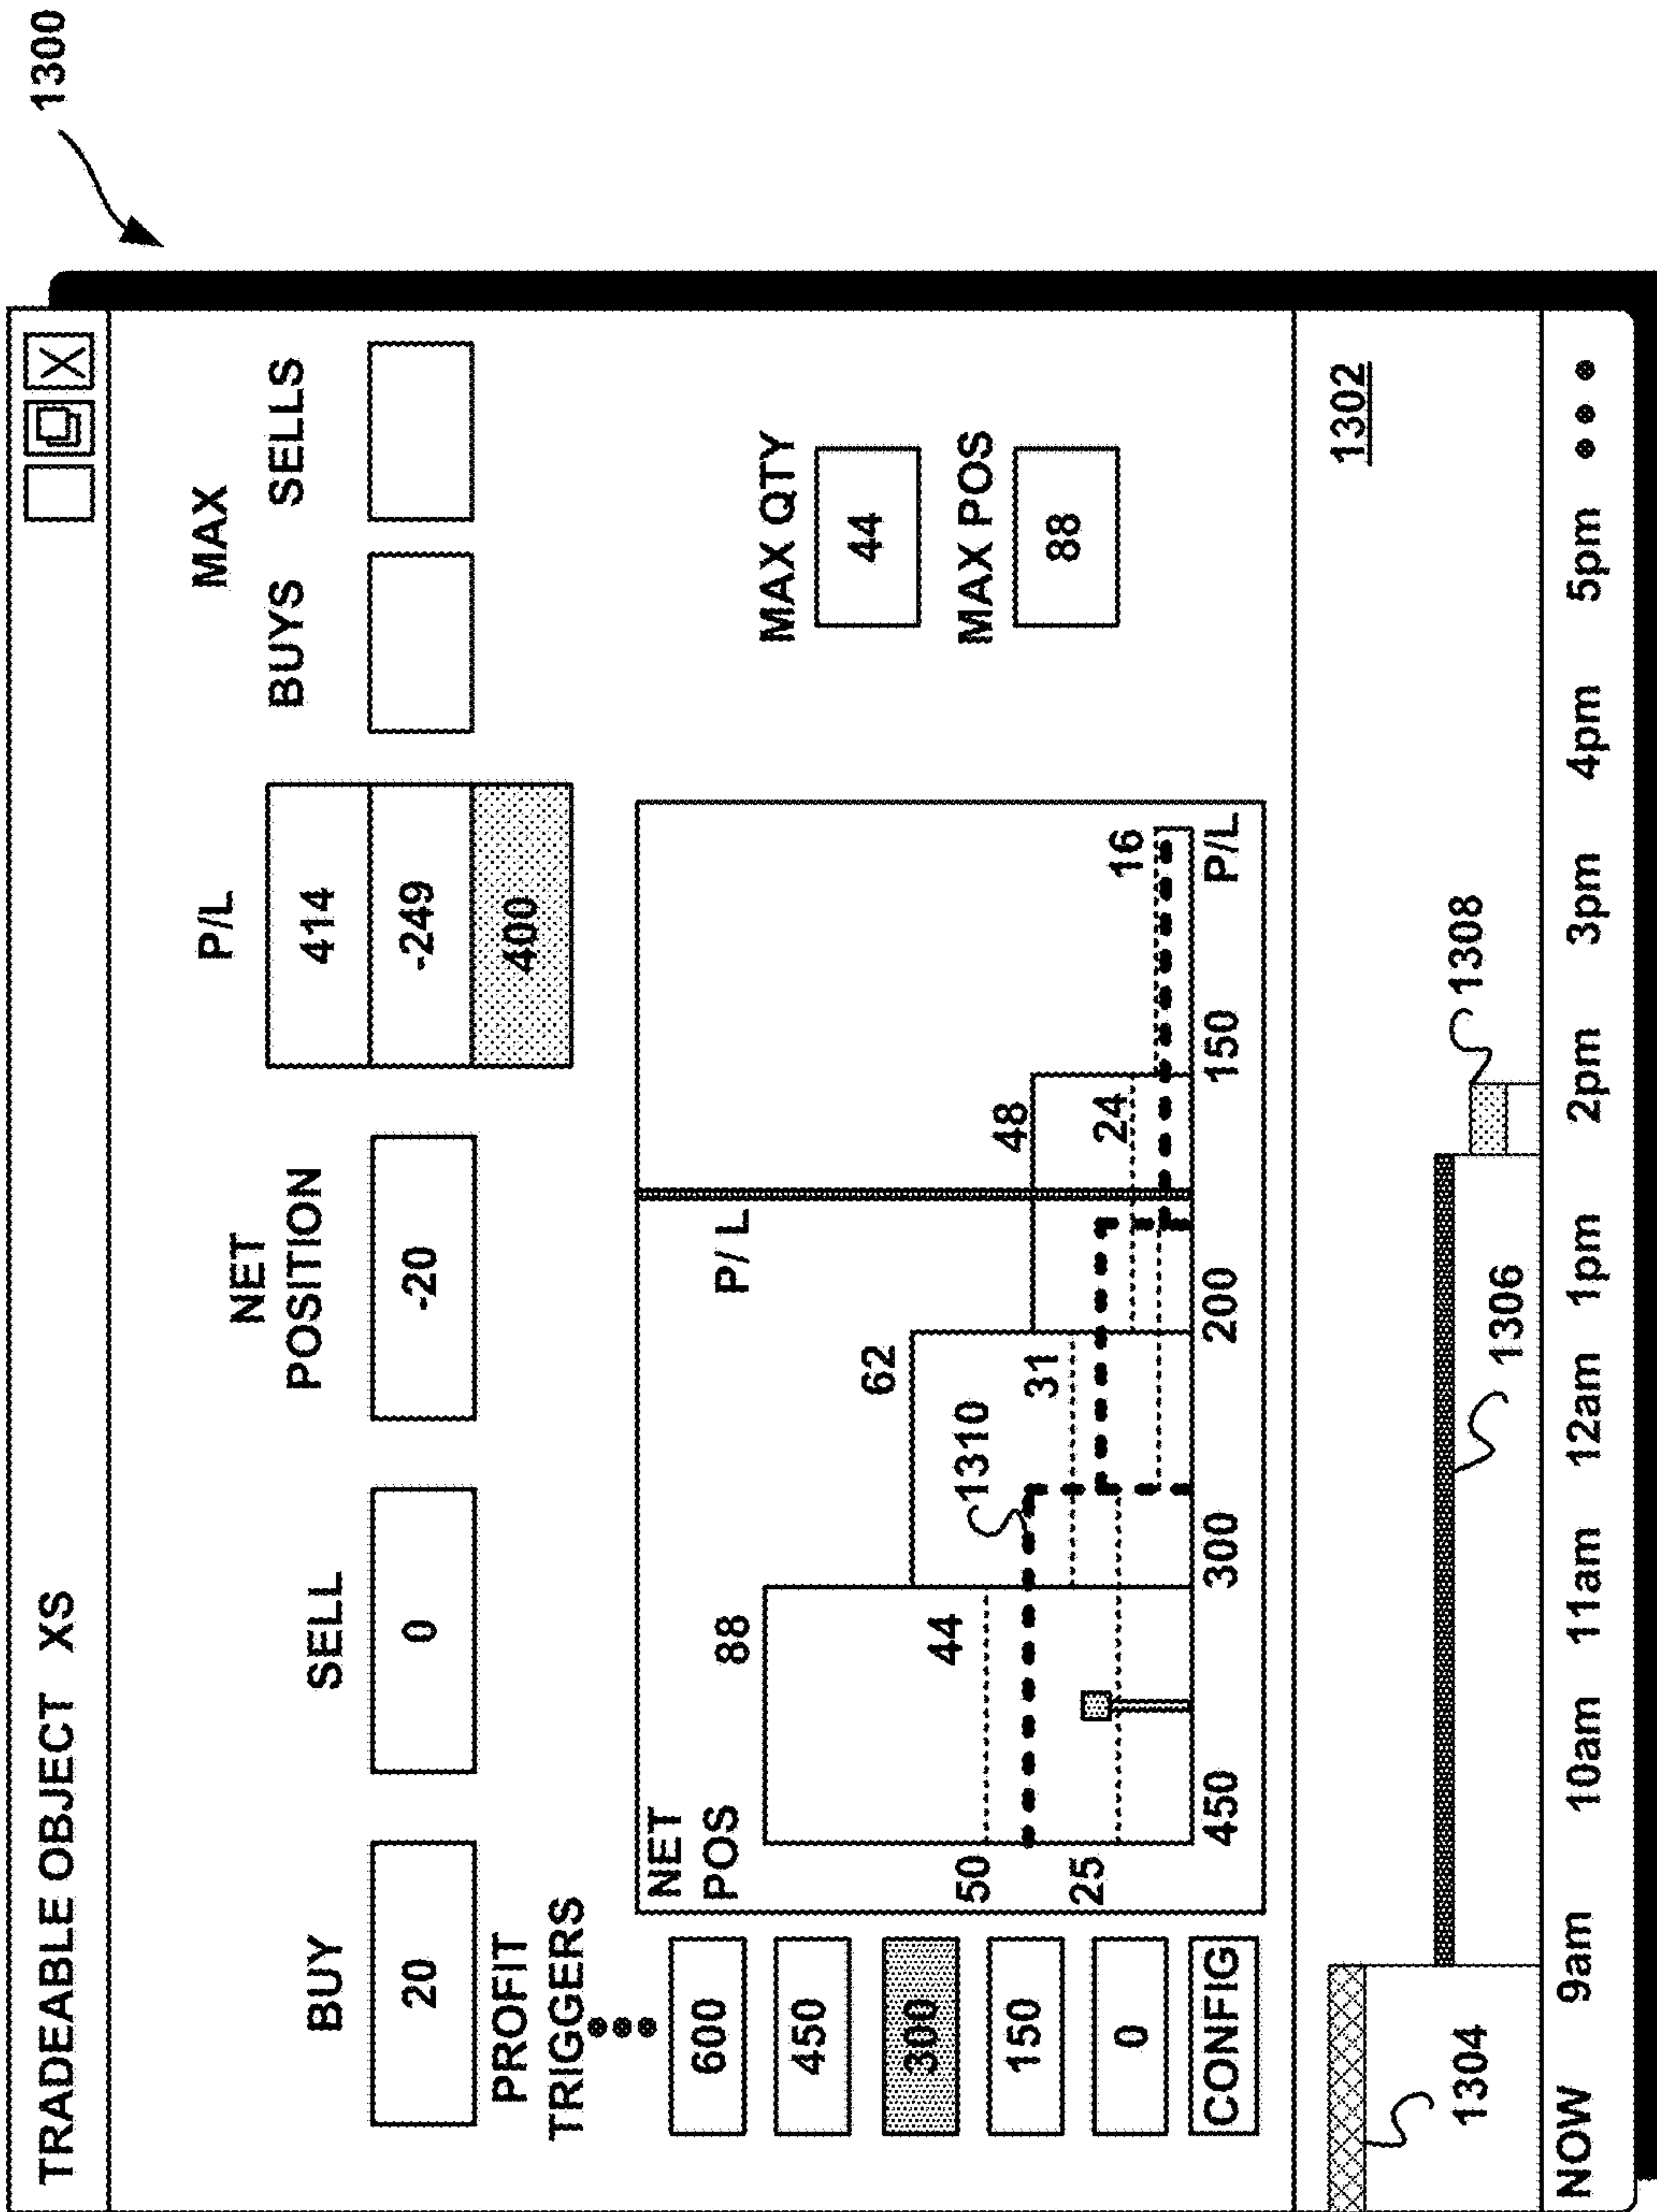 1300
TRADEABLE OBJECT XS
X
P/L
MAX
NET
POSITION
BUY
SELL
BUYS SELLS
414
20
0
-20
-249
400
PROFIT
TRIGGERS
600
450
300
150
0
CONFIG
NET
POS
P/L
88
62
48
50
44
31
24
16
1310
25
450
300
200
150
P/L
MAX QTY
44
MAX POS
88
1302
1304
1306
1308
NOW 9am 10am 11am 12am 1pm 2pm 3pm 4pm 5pm